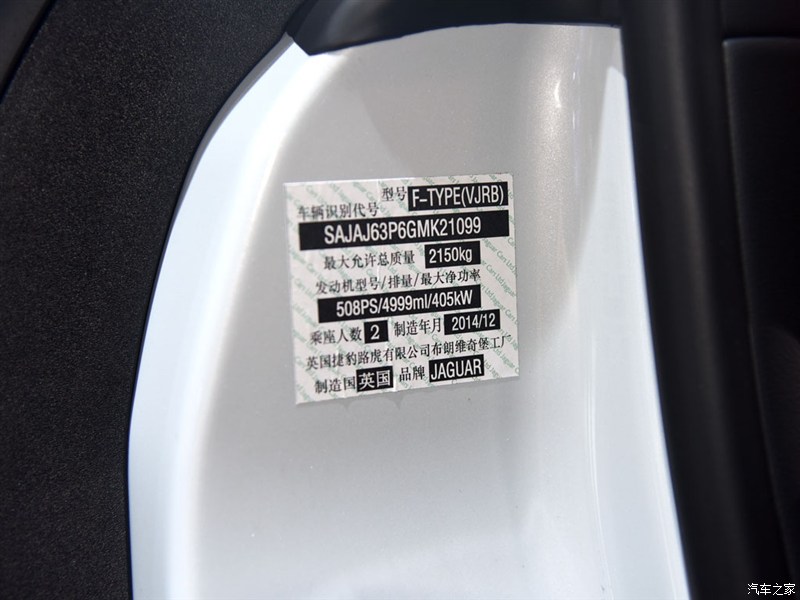 型号 F-TYPE(VJRB)
车辆识别代号
SAJAJ63P6GMK21099
最大允许总质量 2150kg
发动机型号/排量/最大净功率
508PS/4999ml/405kW
乘座人数 2 制造年月 2014/12
英国捷豹路虎有限公司布朗维奇堡工厂
制造国 英国 品牌 JAGUAR
汽车之家